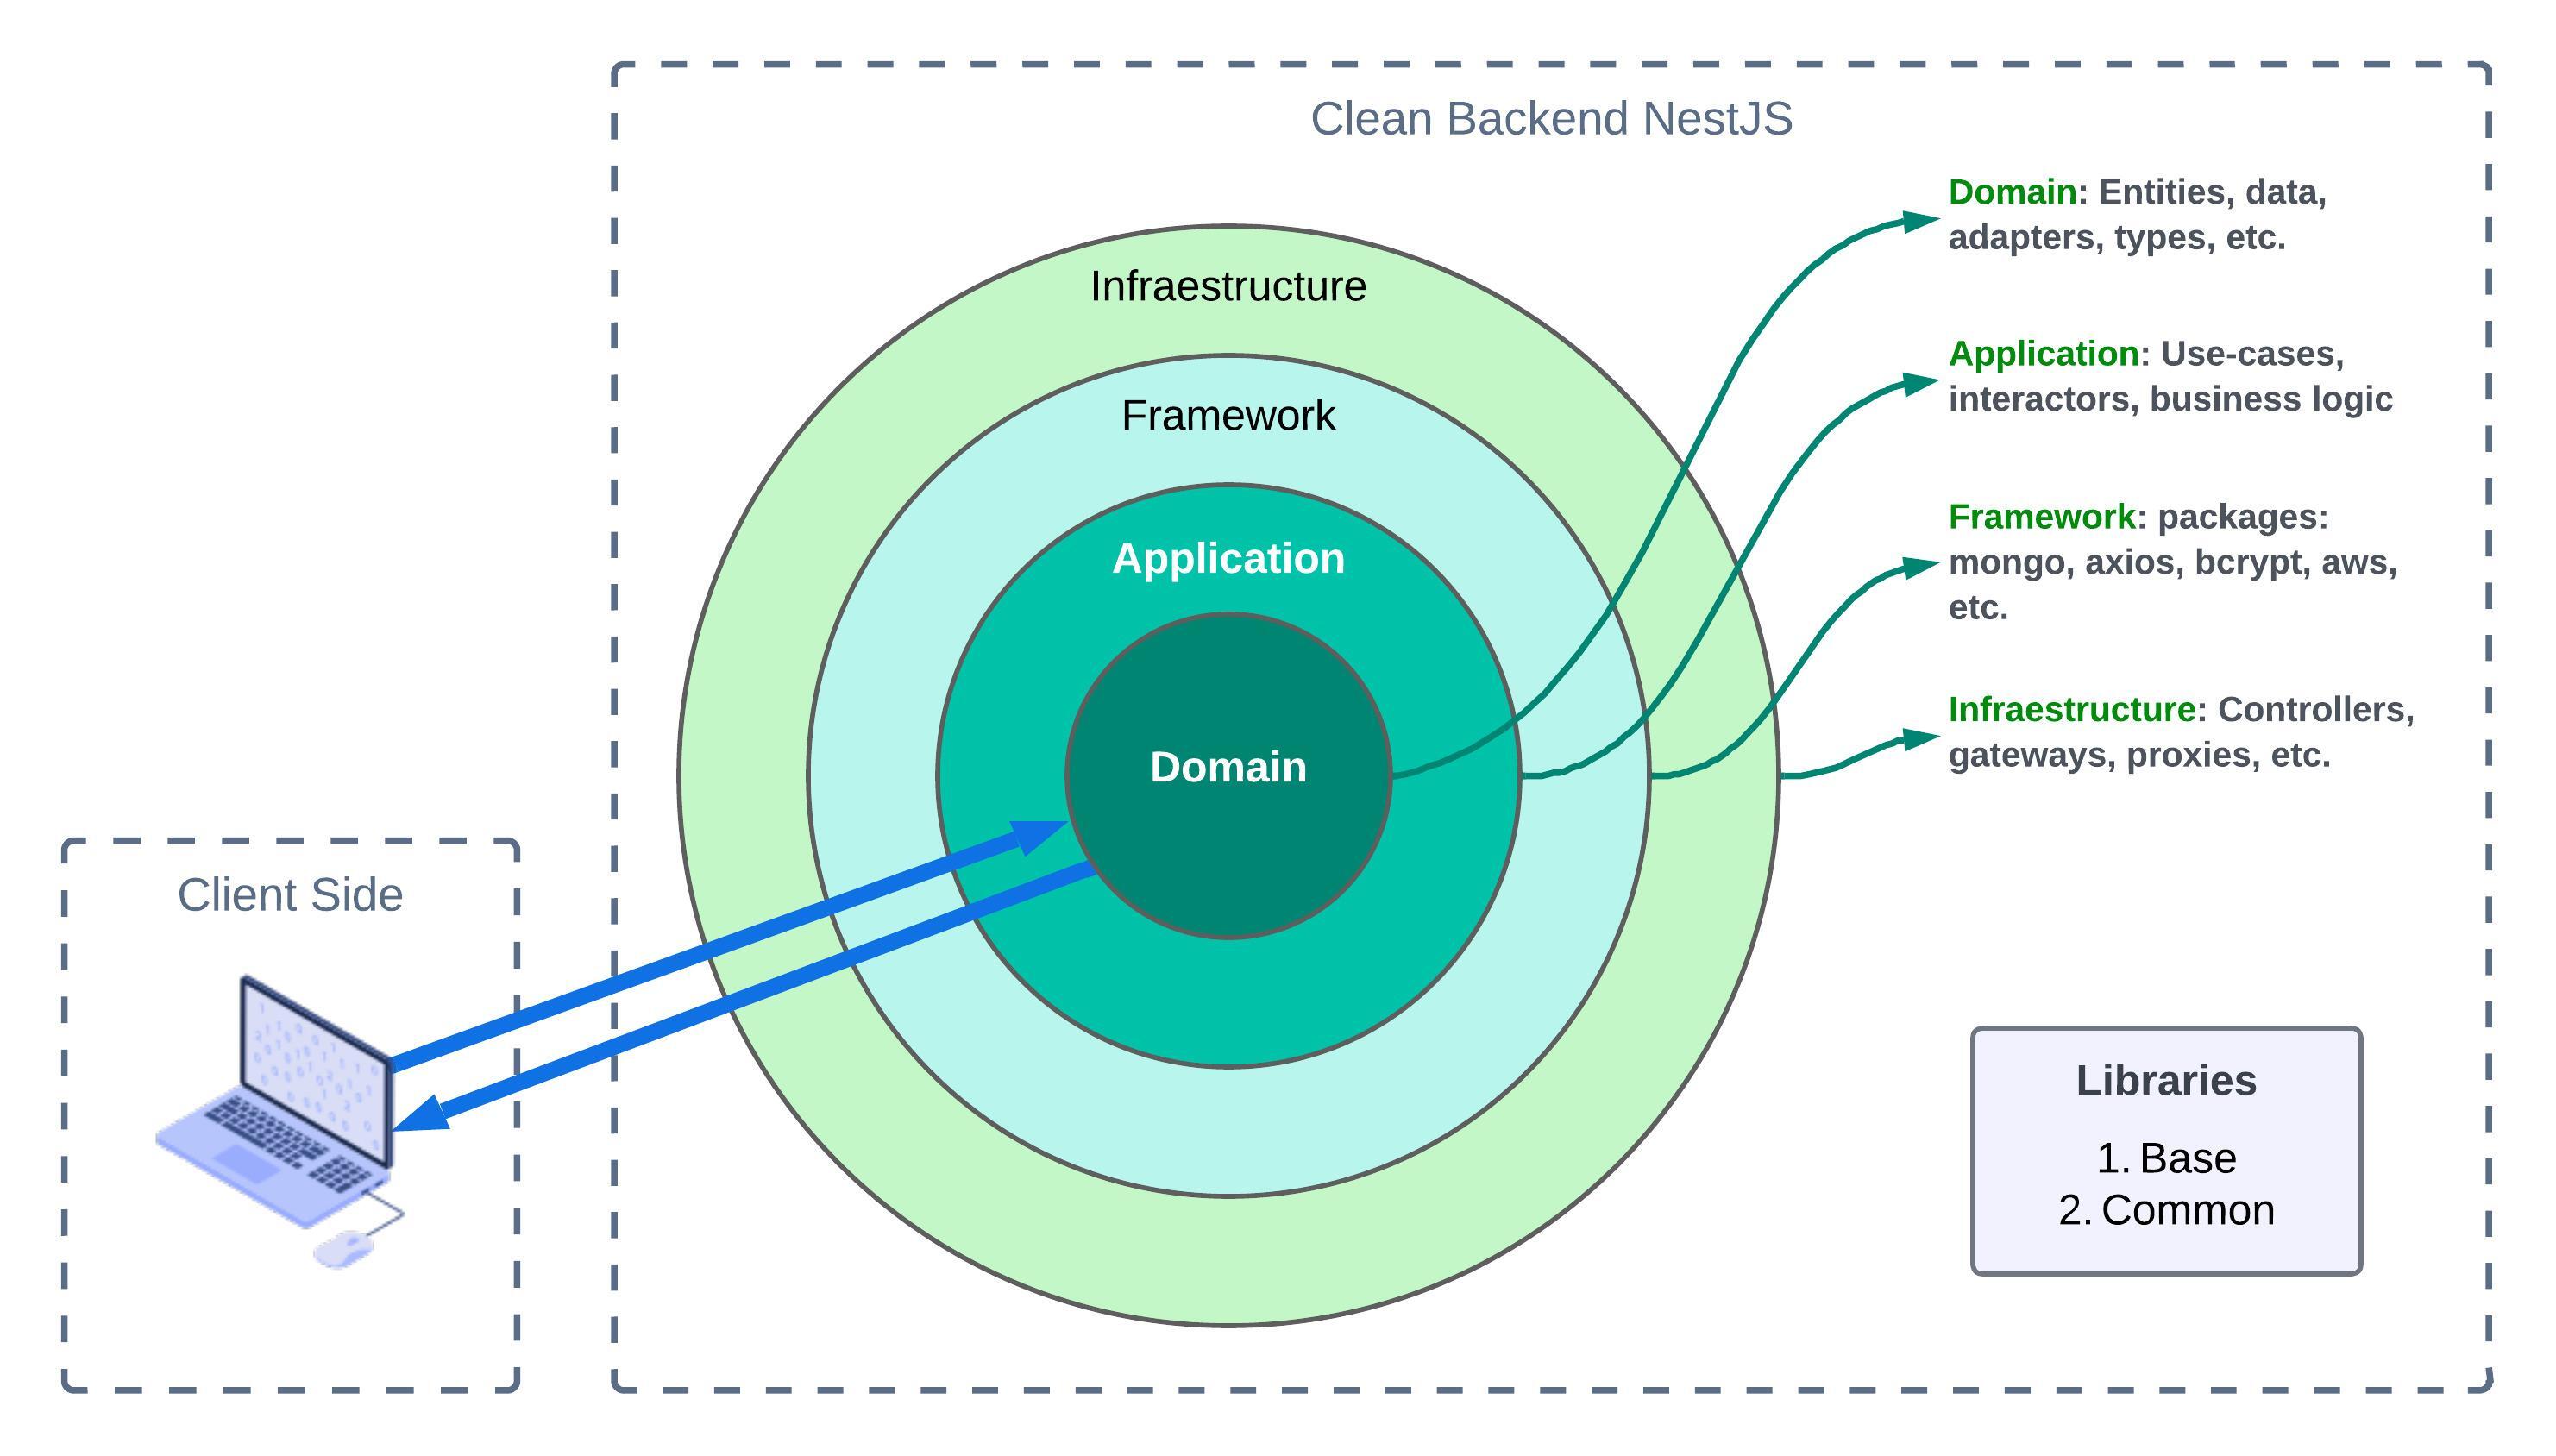 Clean Backend NestJS
Infraestructure
Framework
Application
Domain
Domain: Entities, data,
adapters, types, etc.
Application: Use-cases,
interactors, business logic
Framework: packages:
mongo, axios, bcrypt, aws,
etc.
Infraestructure: Controllers,
gateways, proxies, etc.
Client Side
Libraries
1. Base
2. Common